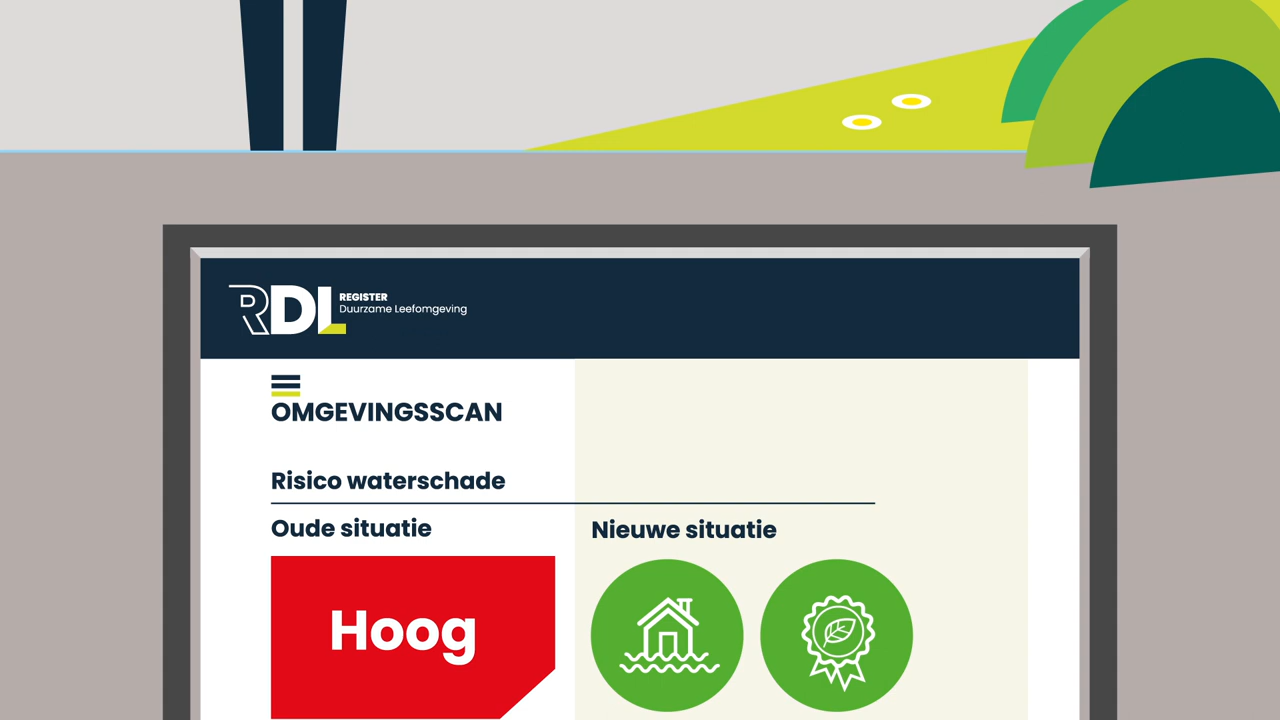 RDL
REGISTER
Duurzame Leefomgeving
OMGEVINGSSCAN
Risico waterschade
Oude situatie
Nieuwe situatie
Hoog